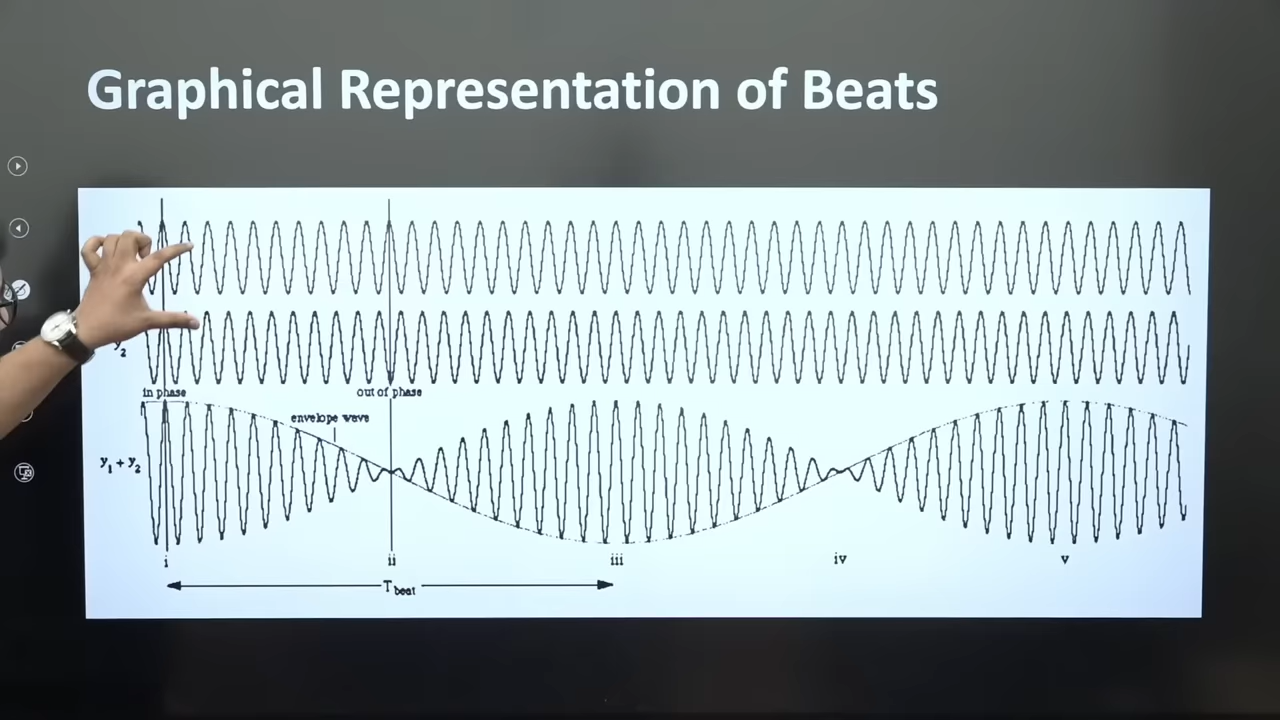 Graphical Representation of Beats
y2
in phase
out of phase
envelope wave
y1 + y2
i
ii
iii
iv
v
Tbeat